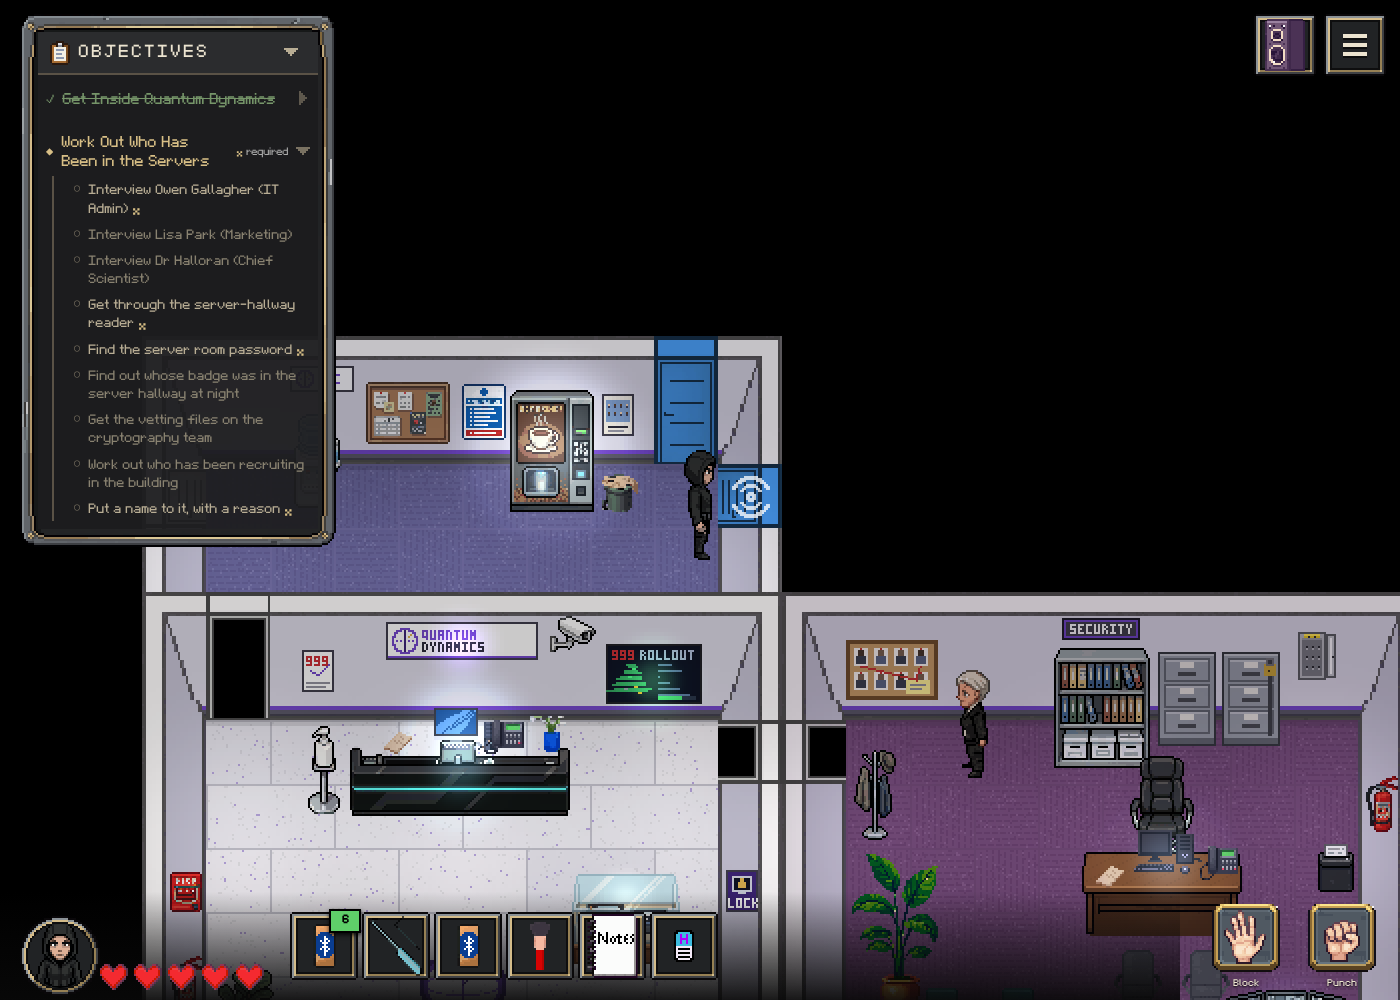 OBJECTIVES
Get Inside Quantum Dynamics
Work Out Who Has
Been in the Servers
x required
Interview Owen Gallagher (IT
Admin) x
Interview Lisa Park (Marketing)
Interview Dr Halloran (Chief
Scientist)
Get through the server-hallway
reader x
Find the server room password x
Find out whose badge was in the
server hallway at night
Get the vetting files on the
cryptography team
Work out who has been recruiting
in the building
Put a name to it, with a reason x
999
QUANTUM
DYNAMICS
999 ROLLOUT
SECURITY
LOCK
6
Notes
H
Block
Punch